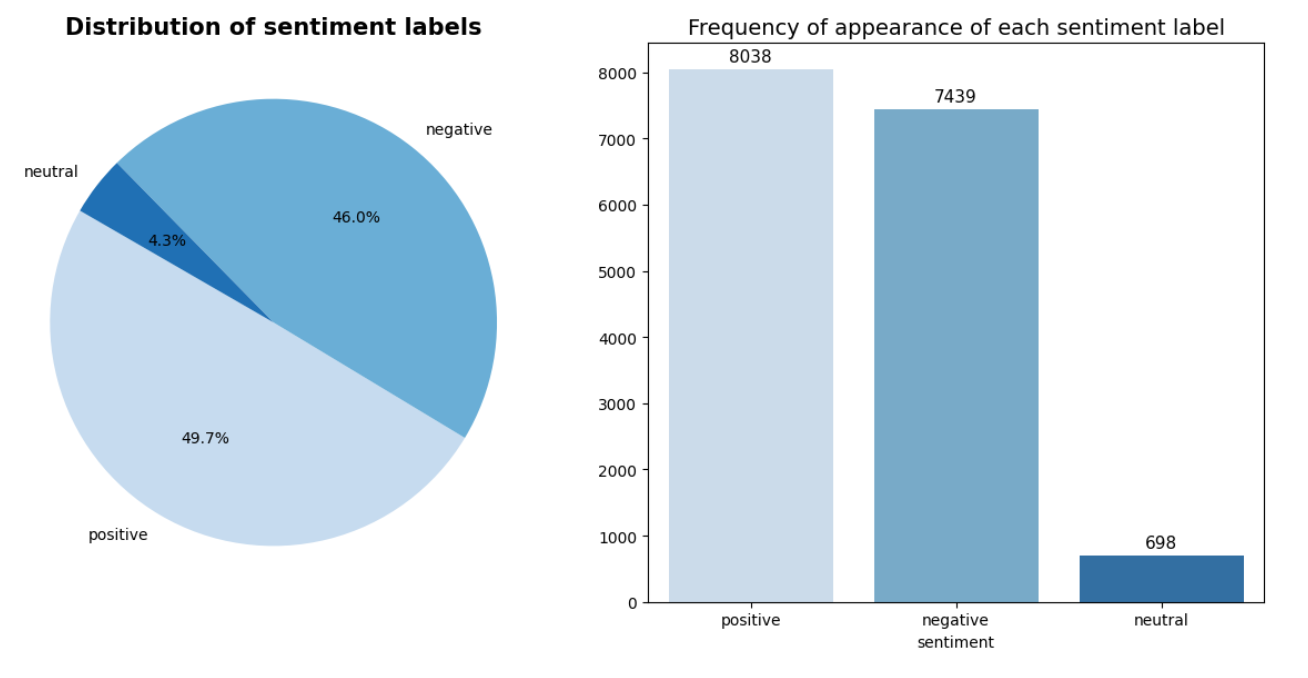 Distribution of sentiment labels
negative
neutral
46.0%
4.3%
49.7%
positive
Frequency of appearance of each sentiment label
8038
8000
7439
7000
6000
5000
4000
3000
2000
1000
698
0
positive
negative
neutral
sentiment